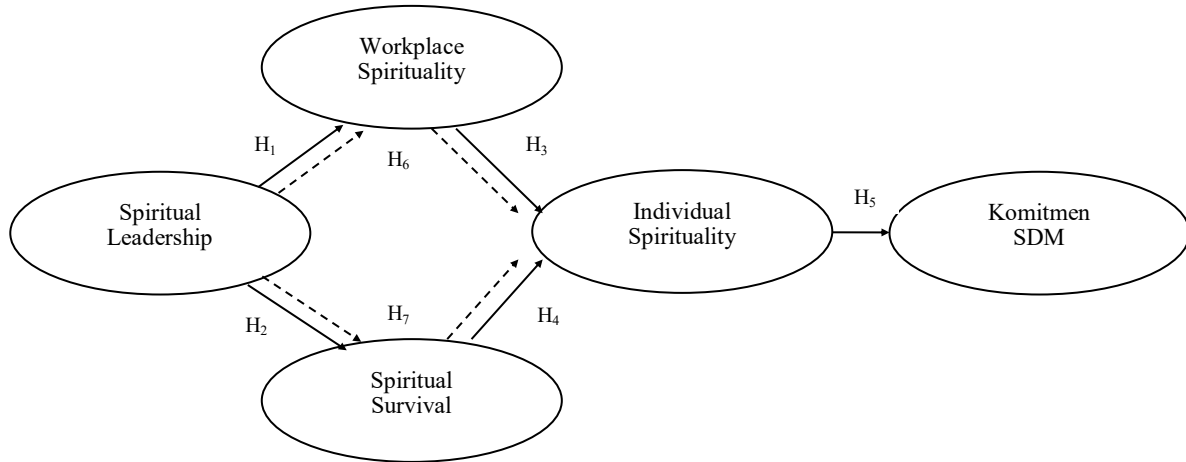 Workplace
Spirituality
H₁
H₆
H₃
Spiritual
Leadership
Individual
Spirituality
H₅
Komitmen
SDM
H₂
H₇
H₄
Spiritual
Survival